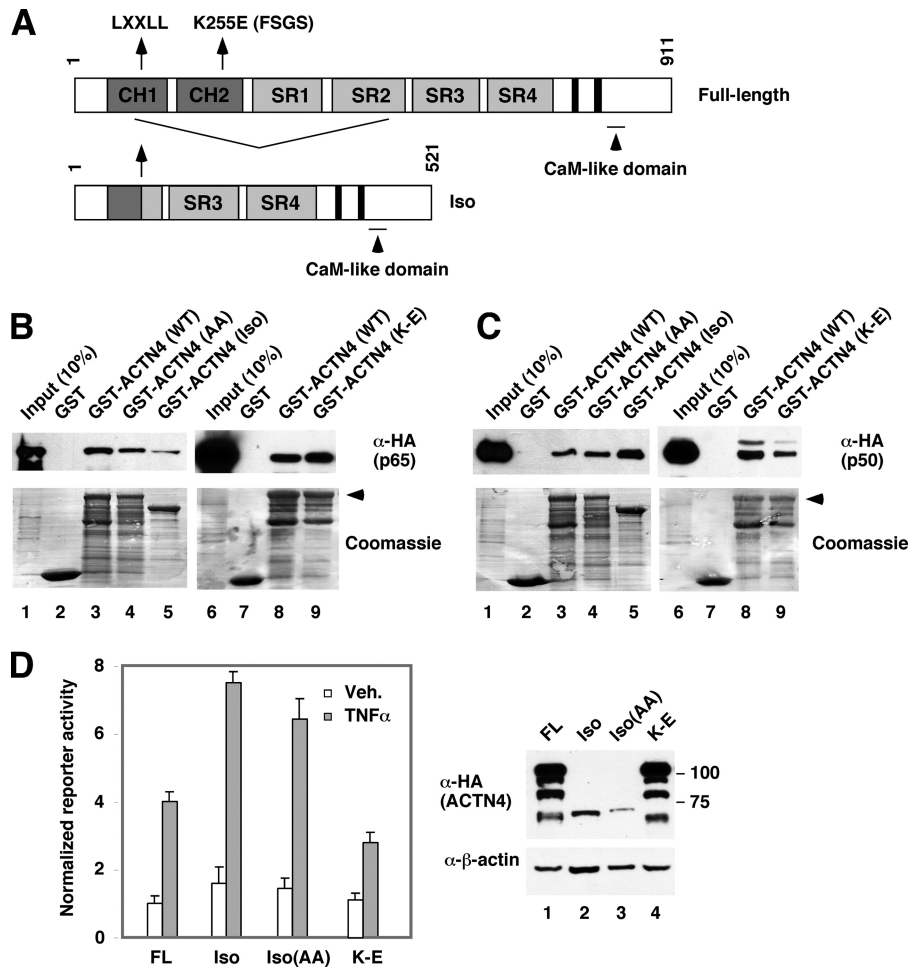 A
LXXLL
K255E (FSGS)
1
911
CH1
CH2
SR1
SR2
SR3
SR4
Full-length
CaM-like domain
1
521
SR3
SR4
Iso
CaM-like domain
B
Input (10%)
GST
GST-ACTN4 (WT)
GST-ACTN4 (AA)
GST-ACTN4 (Iso)
Input (10%)
GST
GST-ACTN4 (WT)
GST-ACTN4 (K-E)
α-HA
(p65)
Coomassie
1 2 3 4 5 6 7 8 9
C
Input (10%)
GST
GST-ACTN4 (WT)
GST-ACTN4 (AA)
GST-ACTN4 (Iso)
Input (10%)
GST
GST-ACTN4 (WT)
GST-ACTN4 (K-E)
α-HA
(p50)
Coomassie
1 2 3 4 5 6 7 8 9
D
Normalized reporter activity
8
6
4
2
0
Veh.
TNFα
FL Iso Iso(AA) K-E
FL
Iso
Iso(AA)
K-E
α-HA
(ACTN4)
100
75
α-β-actin
1 2 3 4